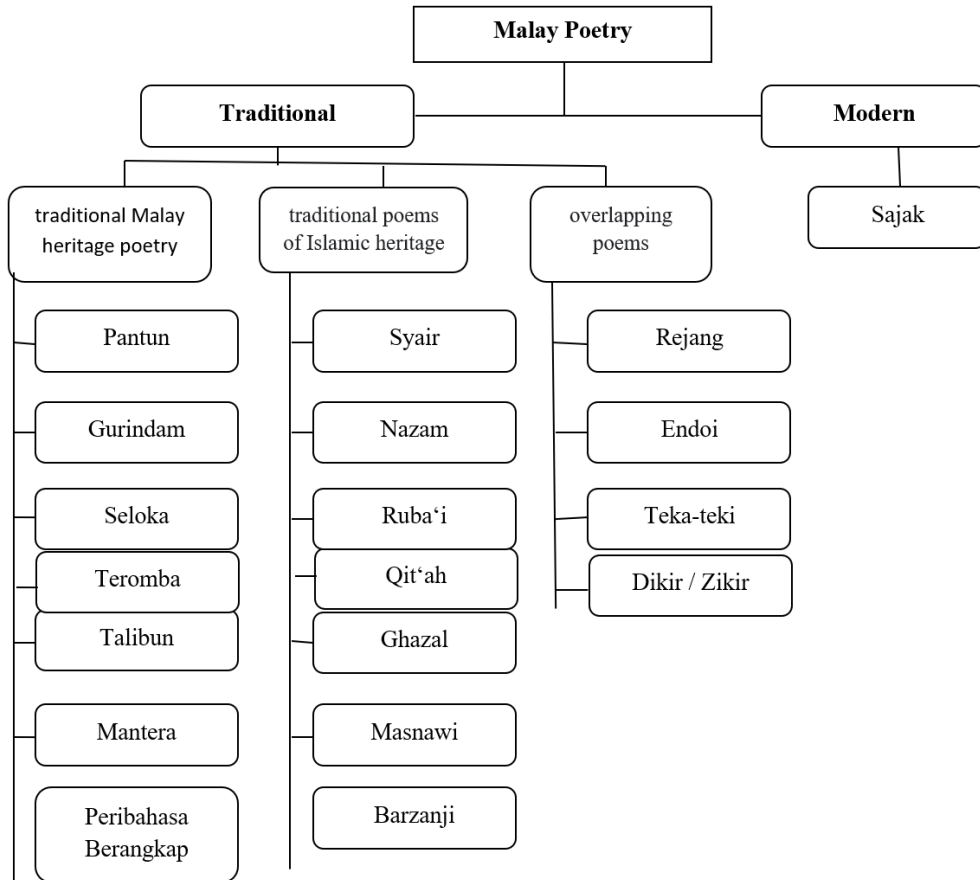 Malay Poetry
Traditional
Modern
traditional Malay
heritage poetry
traditional poems
of Islamic heritage
overlapping
poems
Sajak
Pantun
Gurindam
Seloka
Teromba
Talibun
Mantera
Peribahasa
Berangkap
Syair
Nazam
Ruba‘i
Qit‘ah
Ghazal
Masnawi
Barzanji
Rejang
Endoi
Teka-teki
Dikir / Zikir